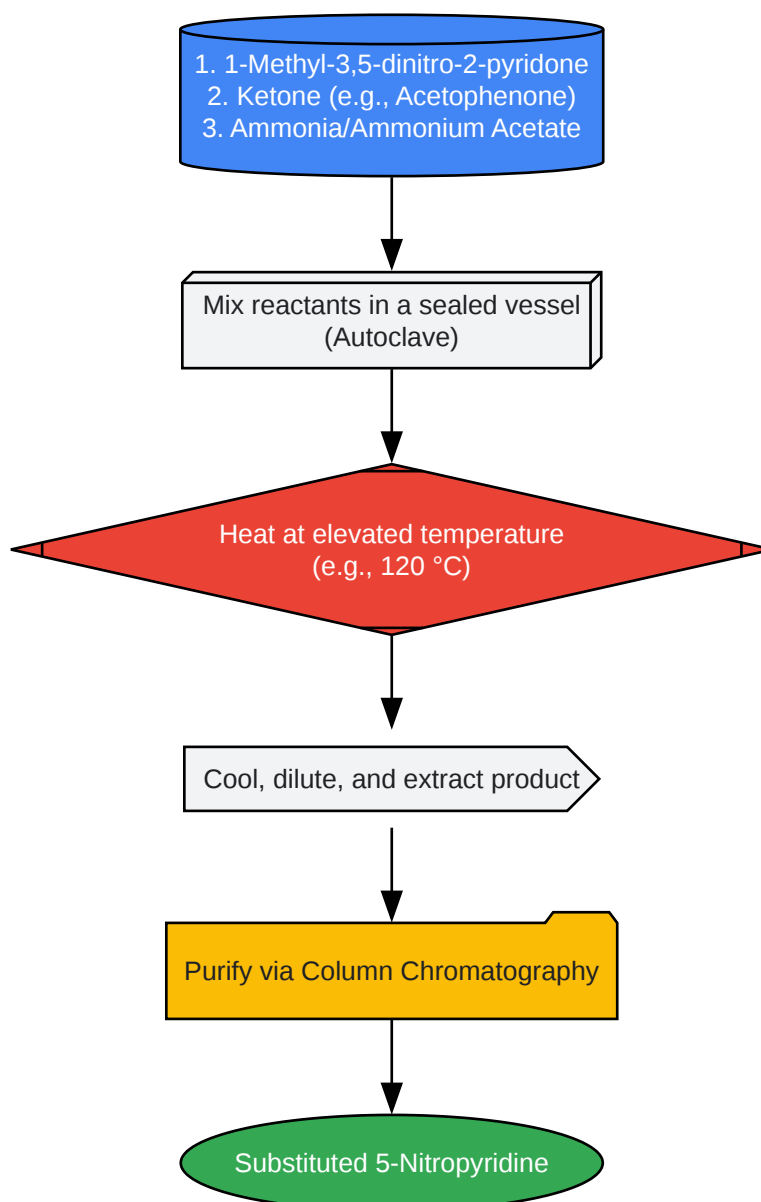 1. 1-Methyl-3,5-dinitro-2-pyridone
2. Ketone (e.g., Acetophenone)
3. Ammonia/Ammonium Acetate
Mix reactants in a sealed vessel
(Autoclave)
Heat at elevated temperature
(e.g., 120 °C)
Cool, dilute, and extract product
Purify via Column Chromatography
Substituted 5-Nitropyridine